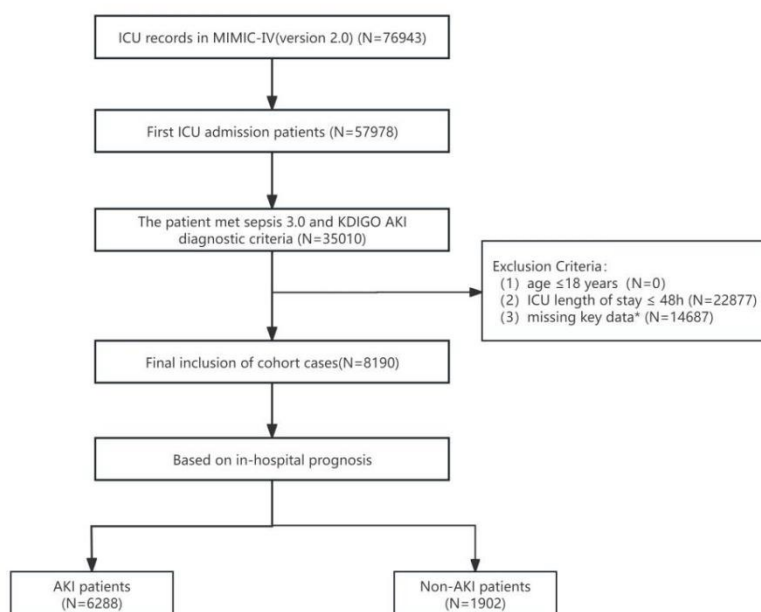 ICU records in MIMIC-IV(version 2.0) (N=76943)
First ICU admission patients (N=57978)
The patient met sepsis 3.0 and KDIGO AKI
diagnostic criteria (N=35010)
Exclusion Criteria:
(1) age ≤18 years (N=0)
(2) ICU length of stay ≤ 48h (N=22877)
(3) missing key data* (N=14687)
Final inclusion of cohort cases(N=8190)
Based on in-hospital prognosis
AKI patients
(N=6288)
Non-AKI patients
(N=1902)